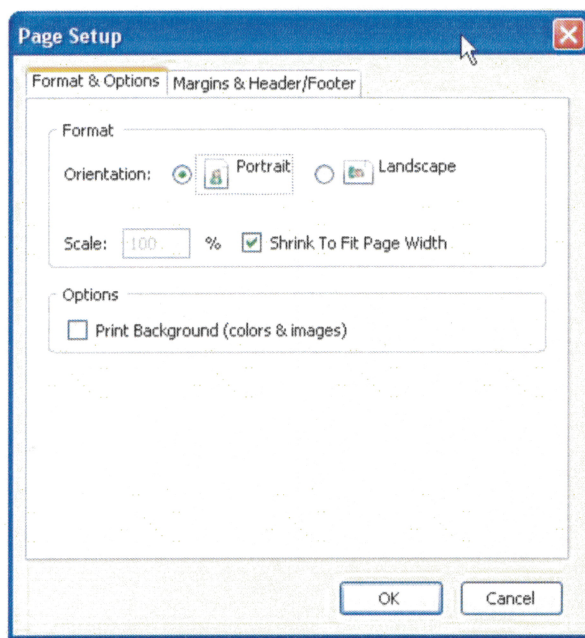 Page Setup
Format & Options Margins & Header/Footer
Format
Orientation: Portrait Landscape
Scale: 100 % Shrink To Fit Page Width
Options
Print Background (colors & images)
OK Cancel